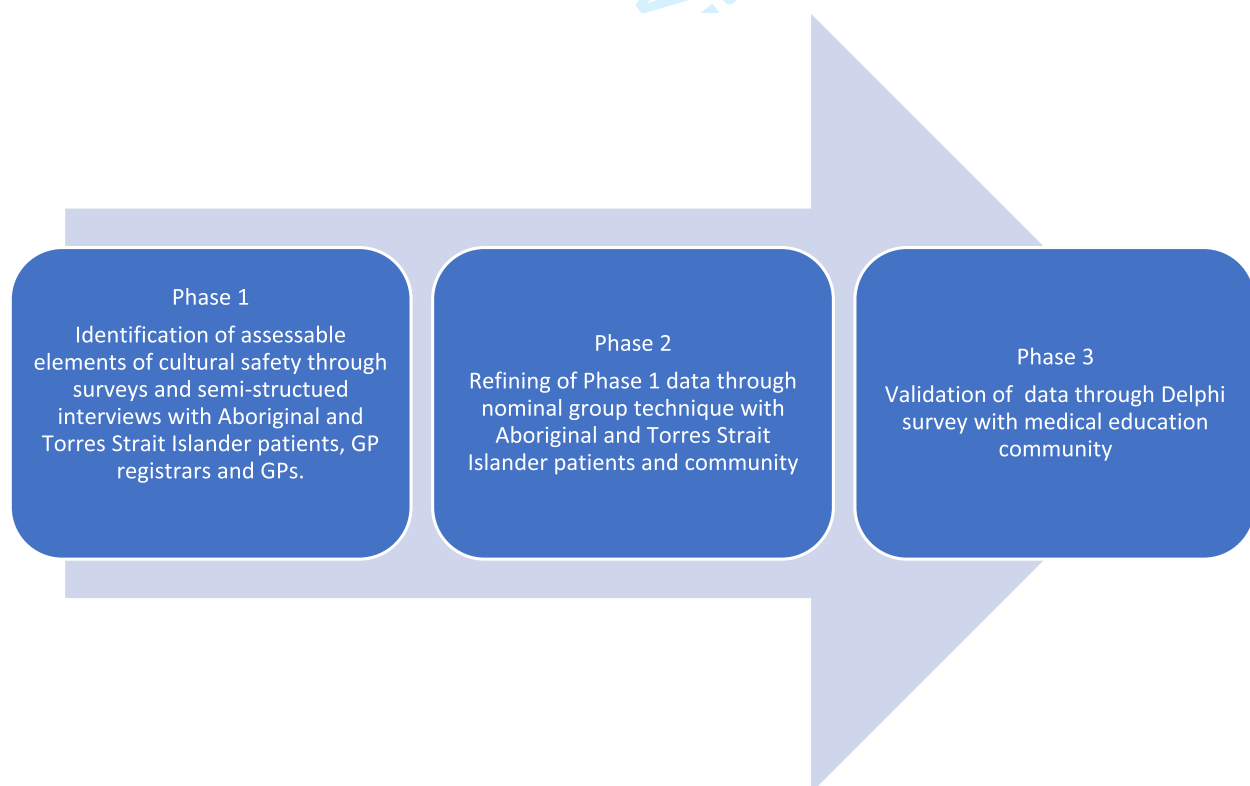 Phase 1
Identification of assessable
elements of cultural safety through
surveys and semi-structued
interviews with Aboriginal and
Torres Strait Islander patients, GP
registrars and GPs.
Phase 2
Refining of Phase 1 data through
nominal group technique with
Aboriginal and Torres Strait
Islander patients and community
Phase 3
Validation of  data through Delphi
survey with medical education
community